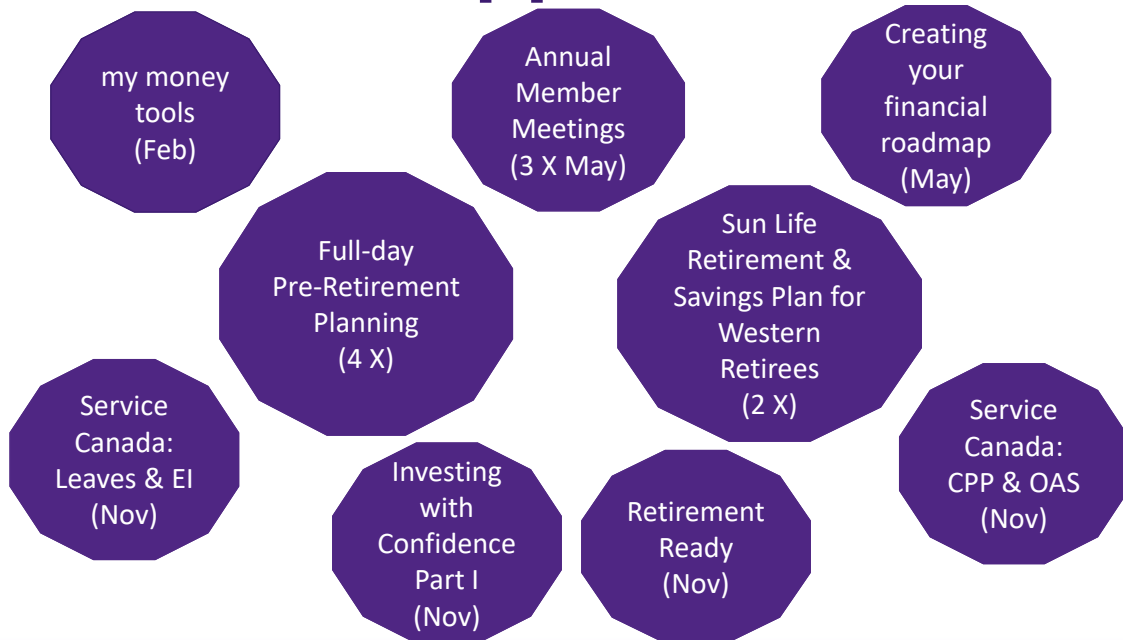 my money
tools
(Feb)
Annual
Member
Meetings
(3 X May)
Creating
your
financial
roadmap
(May)
Full-day
Pre-Retirement
Planning
(4 X)
Sun Life
Retirement &
Savings Plan for
Western
Retirees
(2 X)
Service
Canada:
Leaves & EI
(Nov)
Investing
with
Confidence
Part I
(Nov)
Retirement
Ready
(Nov)
Service
Canada:
CPP & OAS
(Nov)